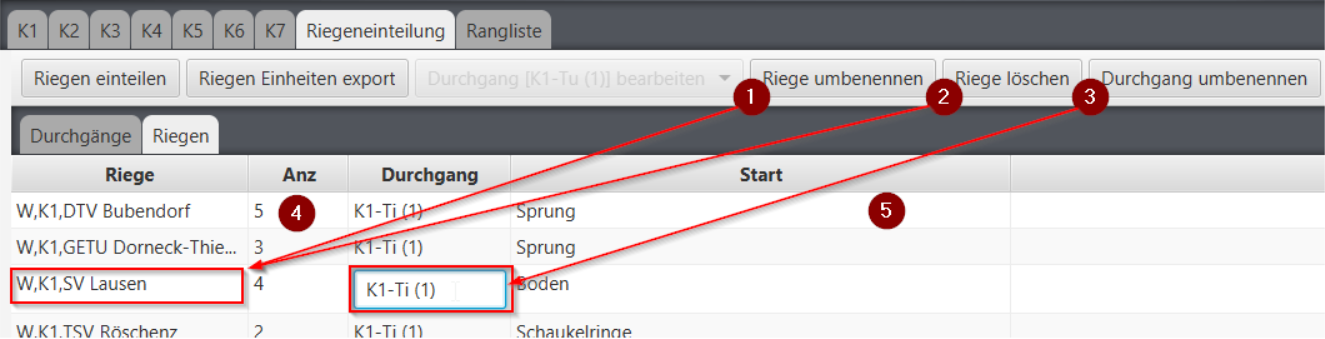 K1 K2 K3 K4 K5 K6 K7 Riegeneinteilung Rangliste
Riegen einteilen Riegen Einheiten export Durchgang [K1-Tu (1)] bearbeiten Riege umbenennen Riege löschen Durchgang umbenennen
1 2 3
Durchgänge Riegen
Riege Anz Durchgang Start
W,K1,DTV Bubendorf 5 4 K1-Ti (1) Sprung 5
W,K1,GETU Dorneck-Thie... 3 K1-Ti (1) Sprung
W,K1,SV Lausen 4 K1-Ti (1) Boden
W,K1,TSV Röschenz 2 K1-Ti (1) Schaukelringe